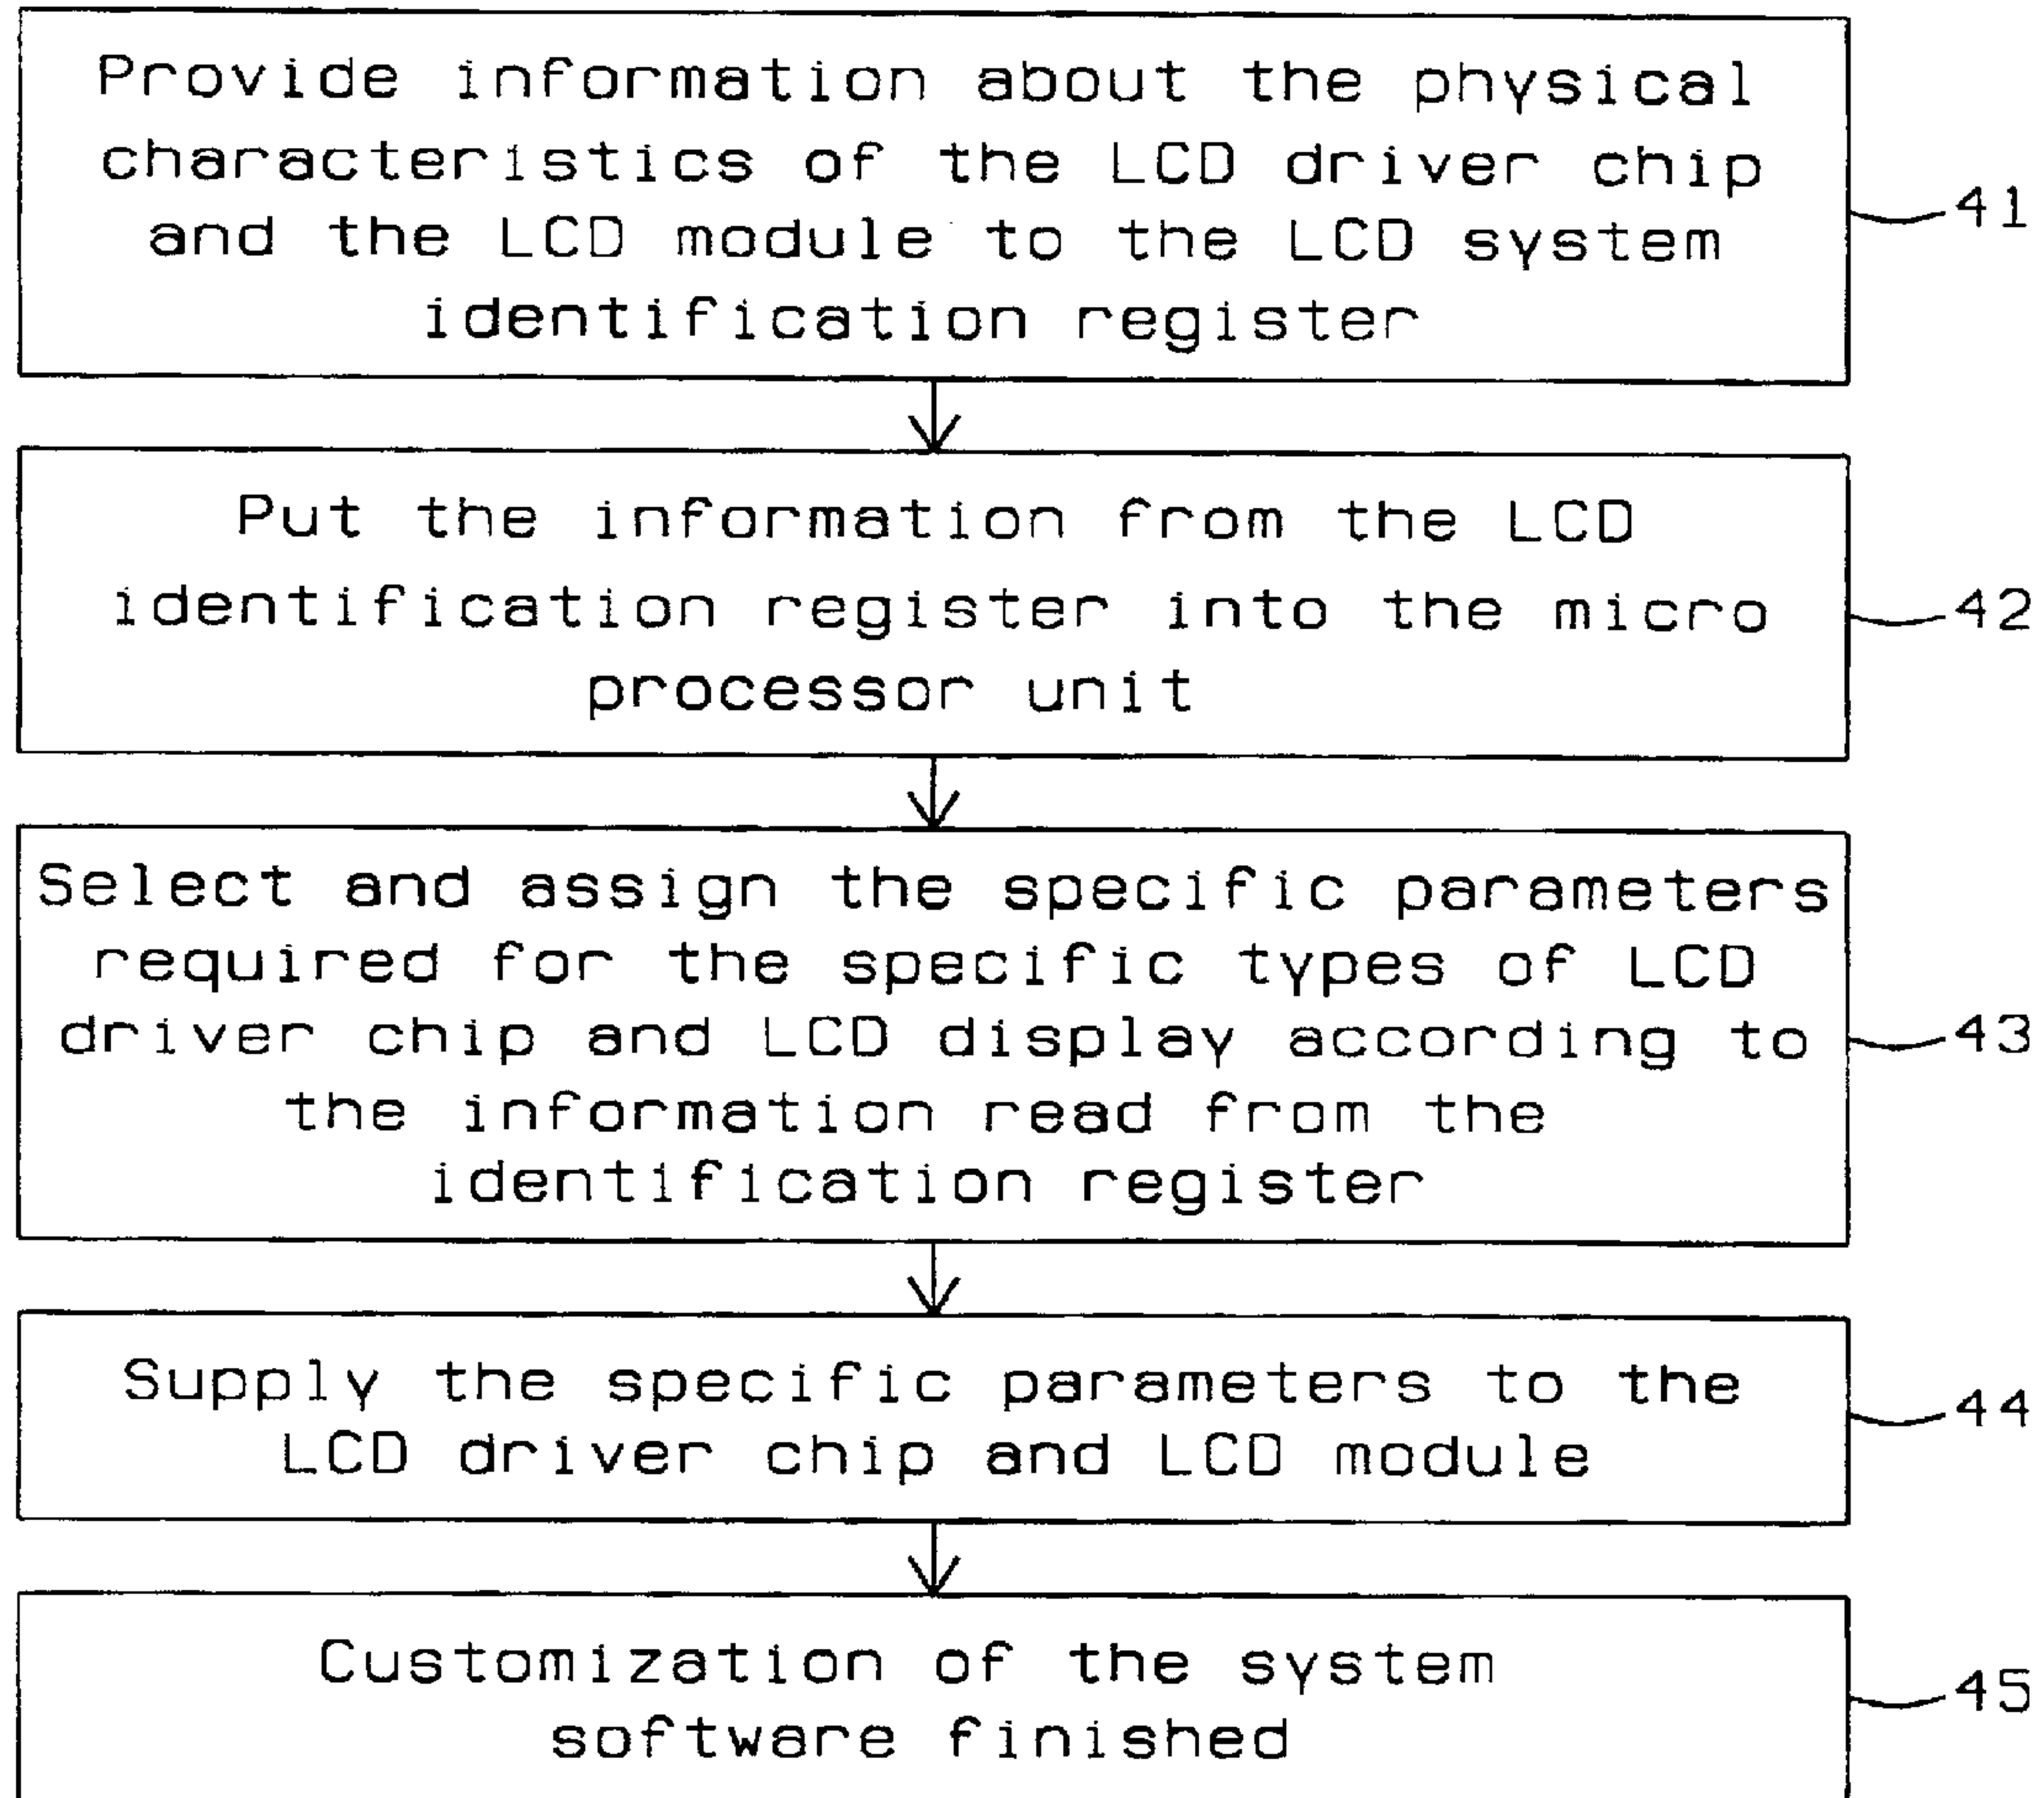 Provide information about the physical
characteristics of the LCD driver chip
and the LCD module to the LCD system
identification register
41
Put the information from the LCD
identification register into the micro
processor unit
42
Select and assign the specific parameters
required for the specific types of LCD
driver chip and LCD display according to
the information read from the
identification register
43
Supply the specific parameters to the
LCD driver chip and LCD module
44
Customization of the system
software finished
45